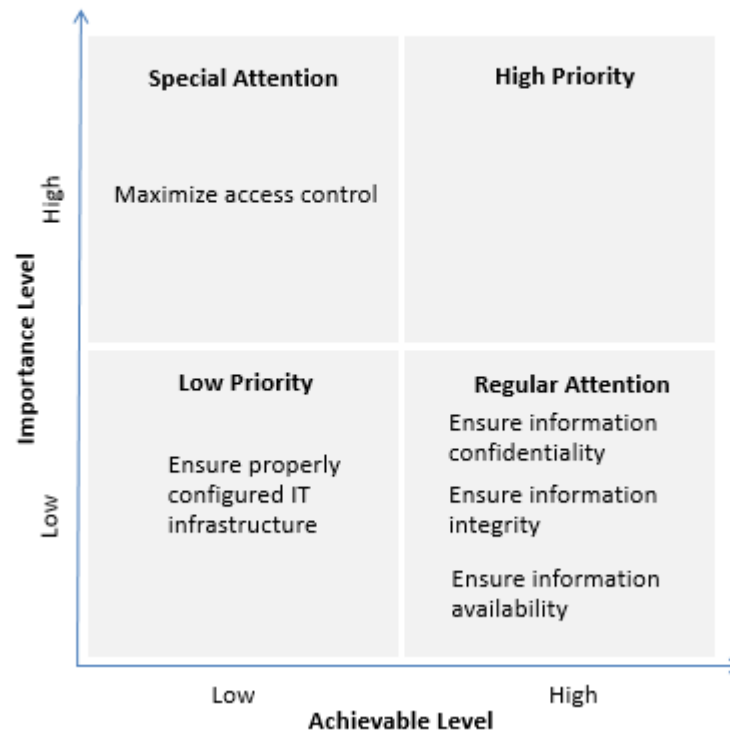 Special Attention
High Priority
Maximize access control
High
Importance Level
Low Priority
Regular Attention
Ensure information
confidentiality
Ensure properly
configured IT
infrastructure
Ensure information
integrity
Low
Ensure information
availability
Low
High
Achievable Level